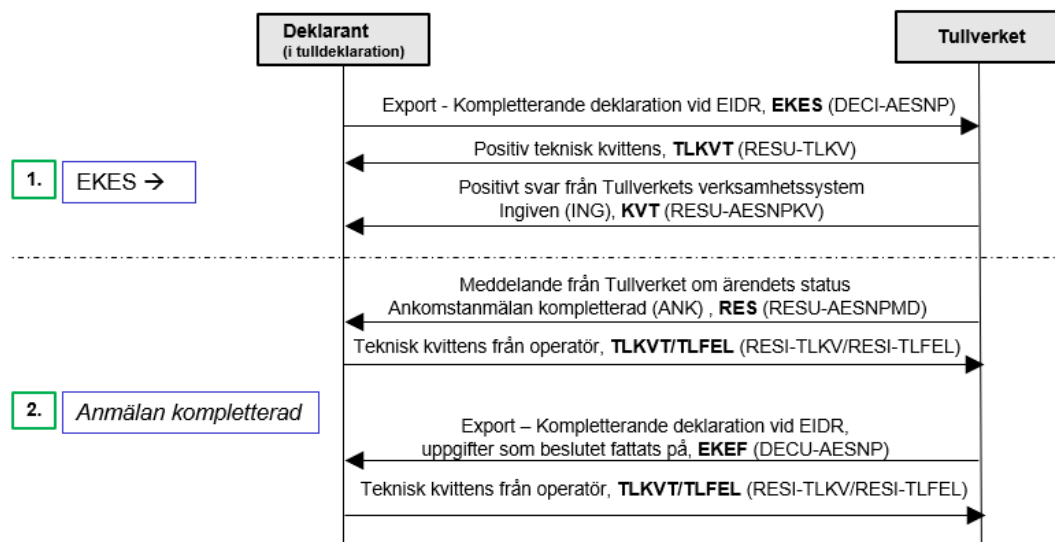 Deklarant
(i tulldeklaration)
Tullverket
Export - Kompletterande deklaration vid EIDR, EKES (DECI-AESNP)
Positiv teknisk kvittens, TLKVT (RESU-TLKV)
1.
EKES →
Positivt svar från Tullverkets verksamhetssystem
Ingiven (ING), KVT (RESU-AESNPKV)
Meddelande från Tullverket om ärendets status
Ankomstanmälan kompletterad (ANK) , RES (RESU-AESNPMD)
Teknisk kvittens från operatör, TLKVT/TLFEL (RESI-TLKV/RESI-TLFEL)
2.
Anmälan kompletterad
Export – Kompletterande deklaration vid EIDR,
uppgifter som beslutet fattats på, EKEF (DECU-AESNP)
Teknisk kvittens från operatör, TLKVT/TLFEL (RESI-TLKV/RESI-TLFEL)